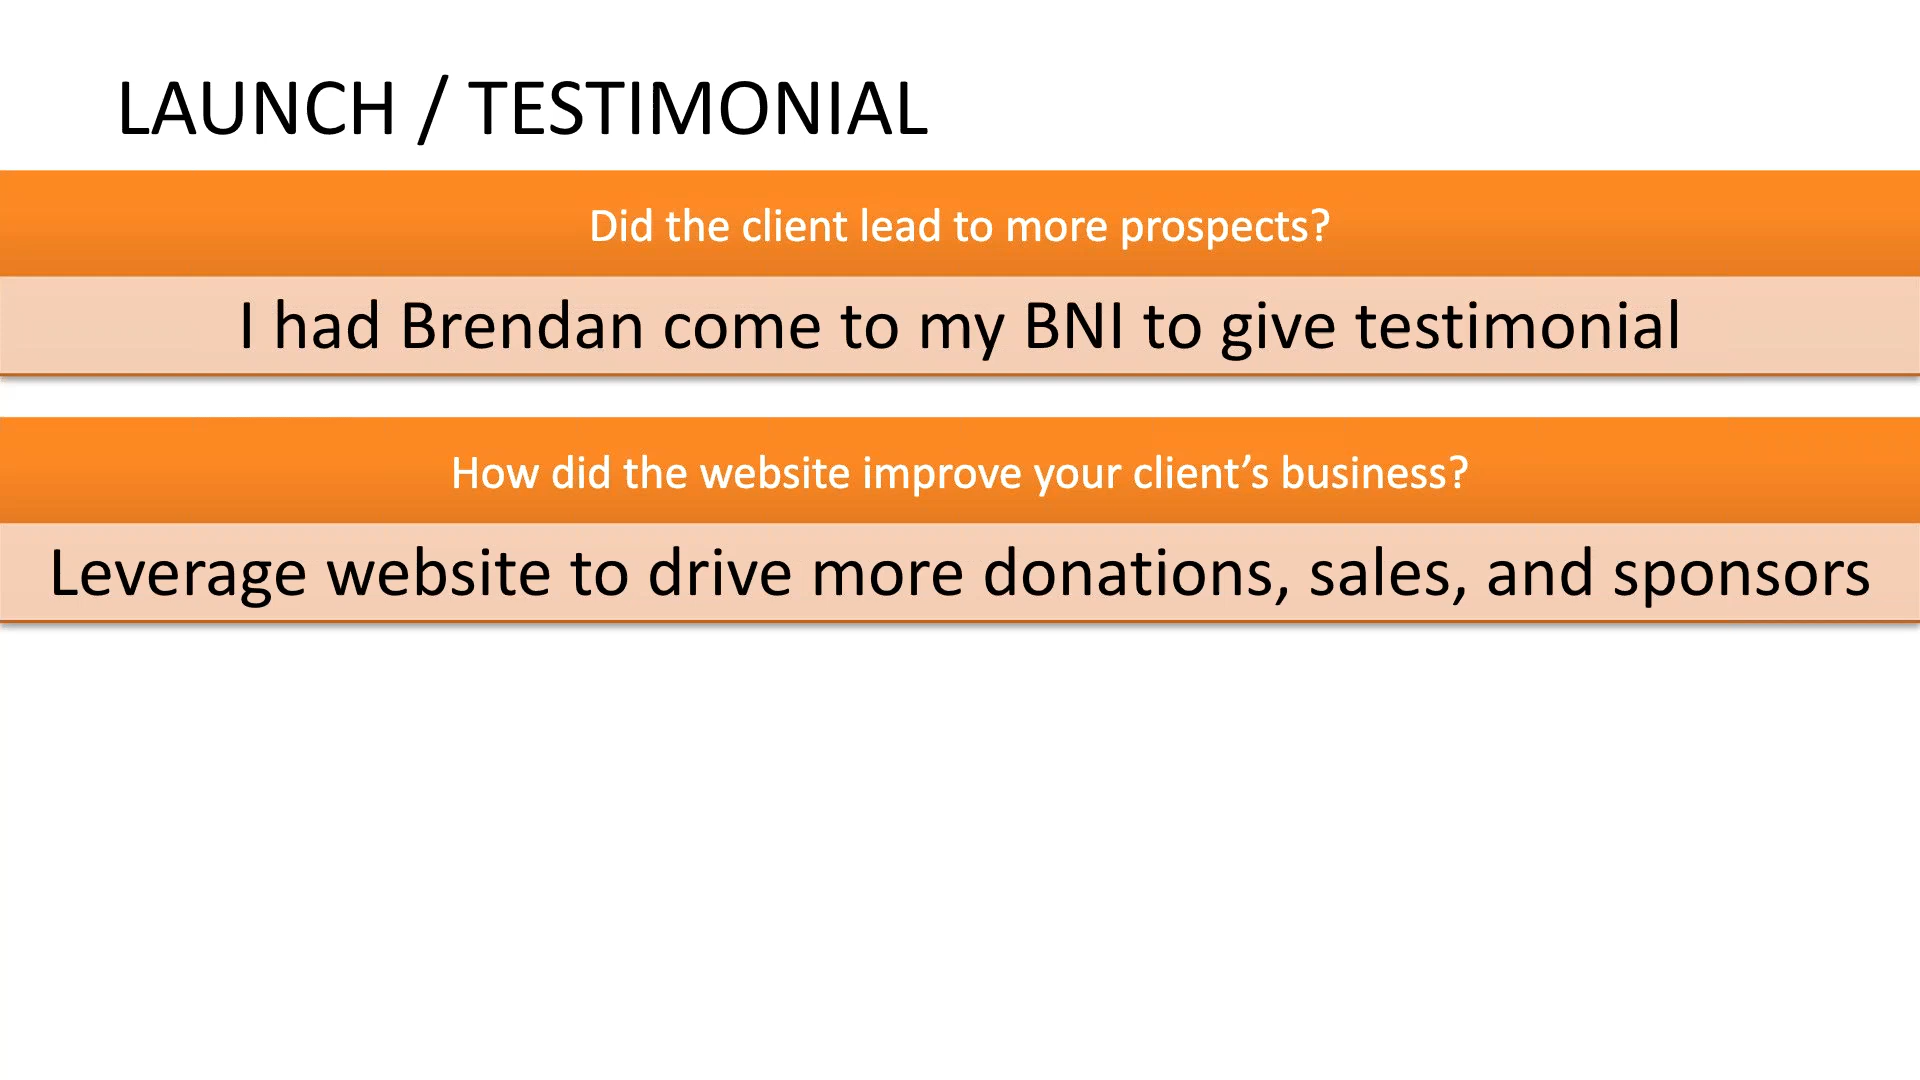 LAUNCH / TESTIMONIAL
Did the client lead to more prospects?
I had Brendan come to my BNI to give testimonial
How did the website improve your client’s business?
Leverage website to drive more donations, sales, and sponsors